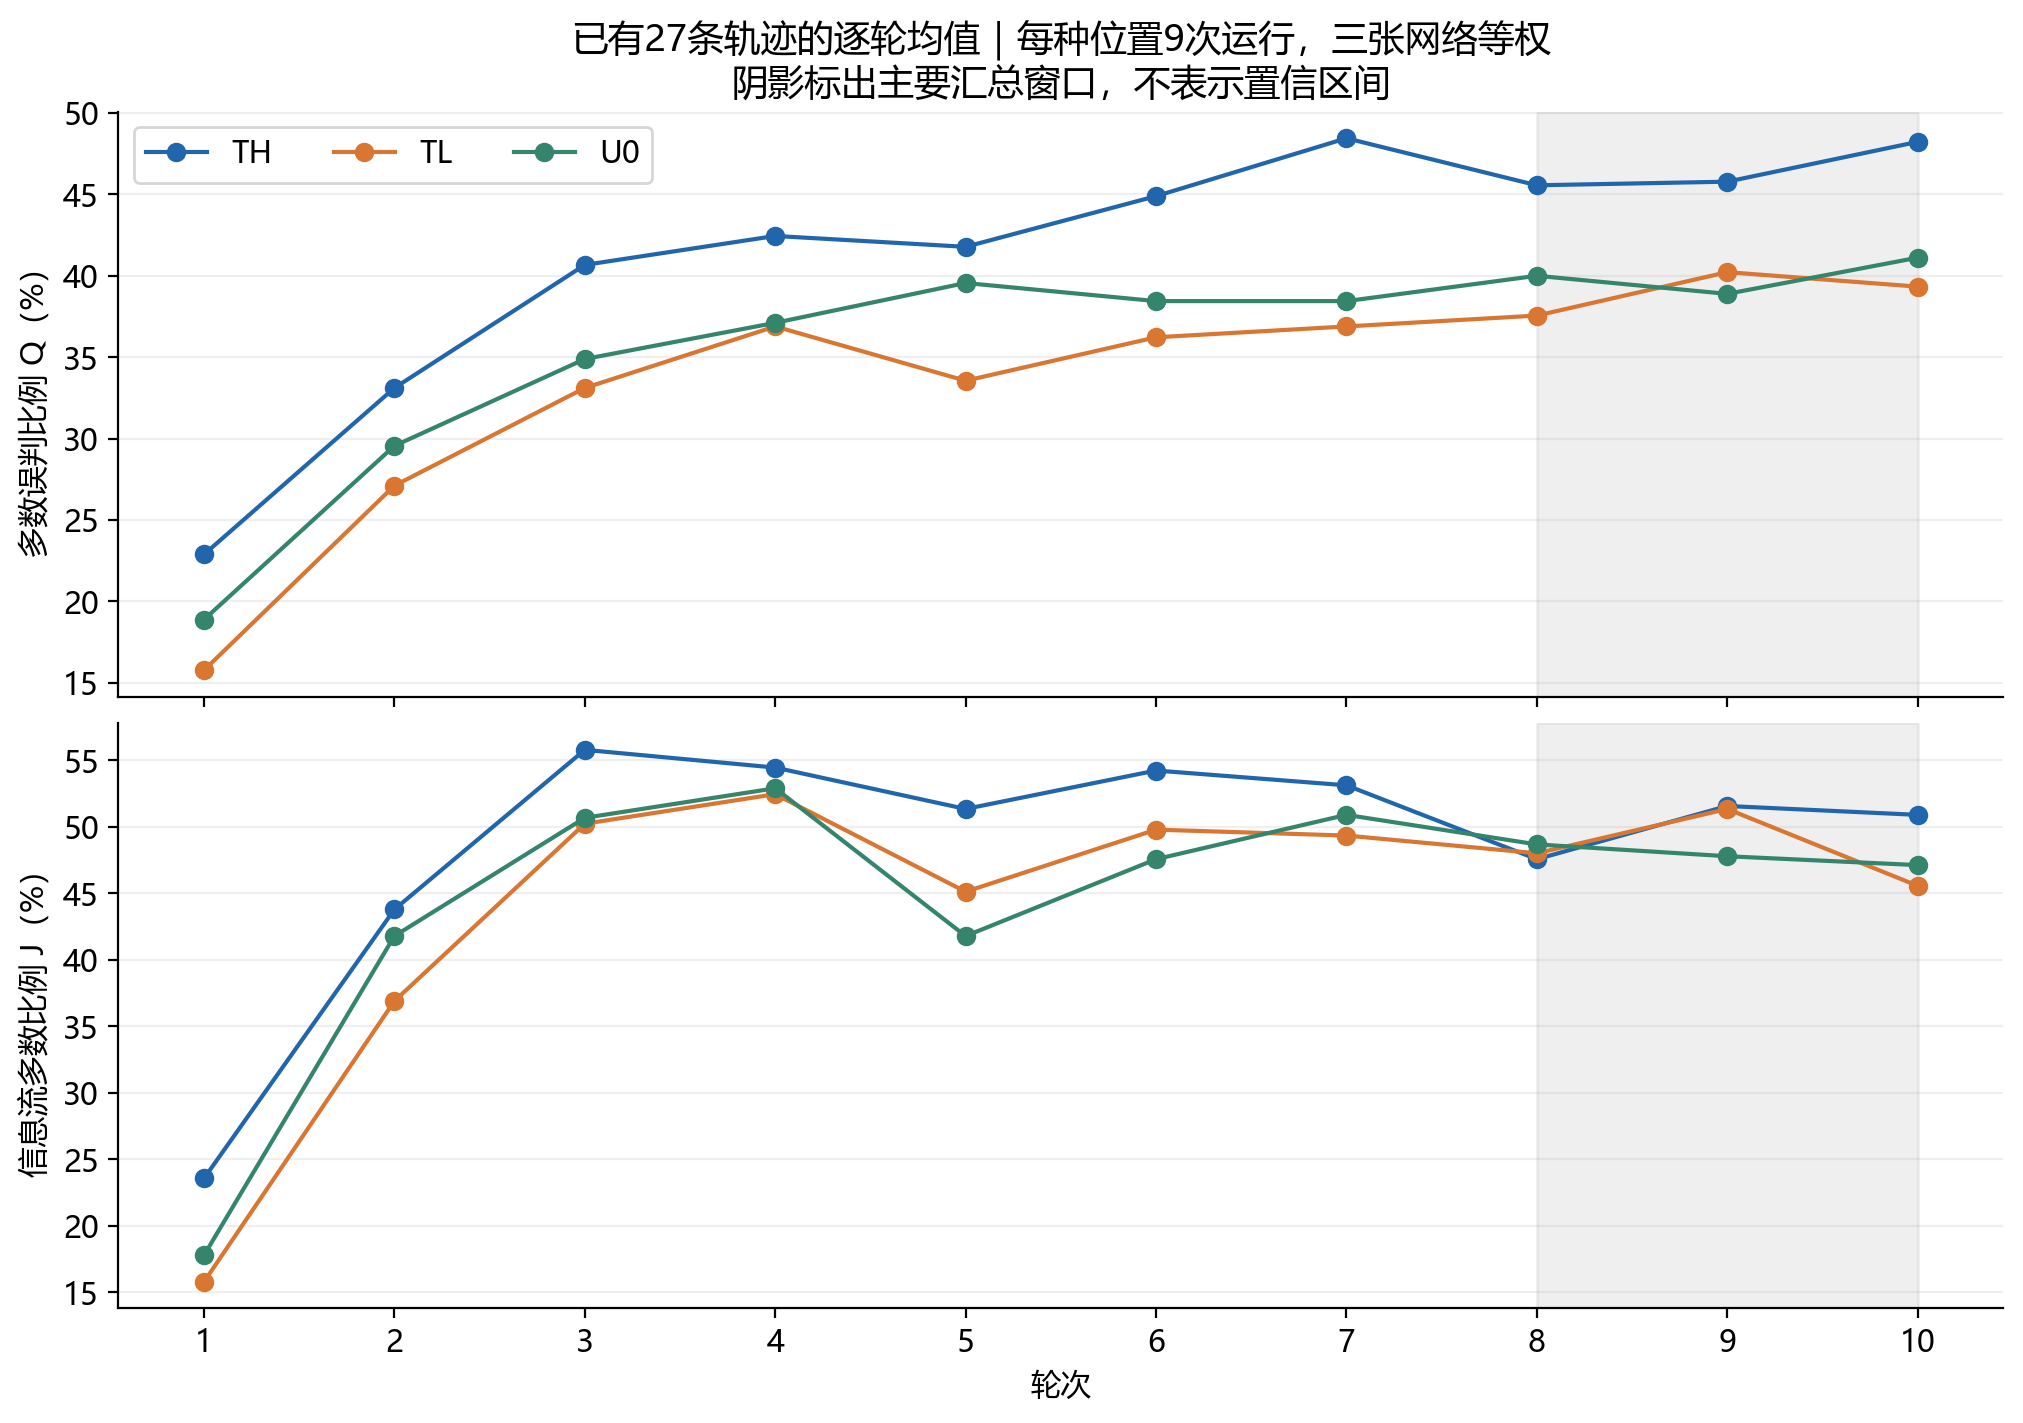 已有27条轨迹的逐轮均值 | 每种位置9次运行，三张网络等权
阴影标出主要汇总窗口，不表示置信区间
TH TL U0
多数误判比例 Q (%)
50
45
40
35
30
25
20
15
信息流多数比例 J (%)
55
50
45
40
35
30
25
20
15
1 2 3 4 5 6 7 8 9 10
轮次